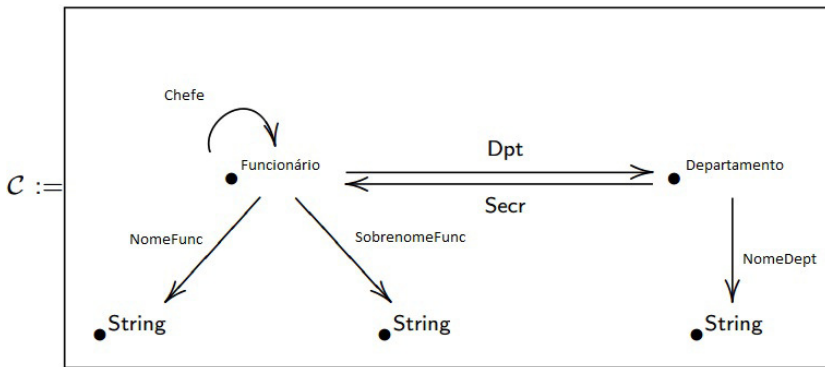 Chefe
Funcionário
Dpt
Departamento
𝒞 :=
Secr
NomeFunc
SobrenomeFunc
NomeDept
String
String
String